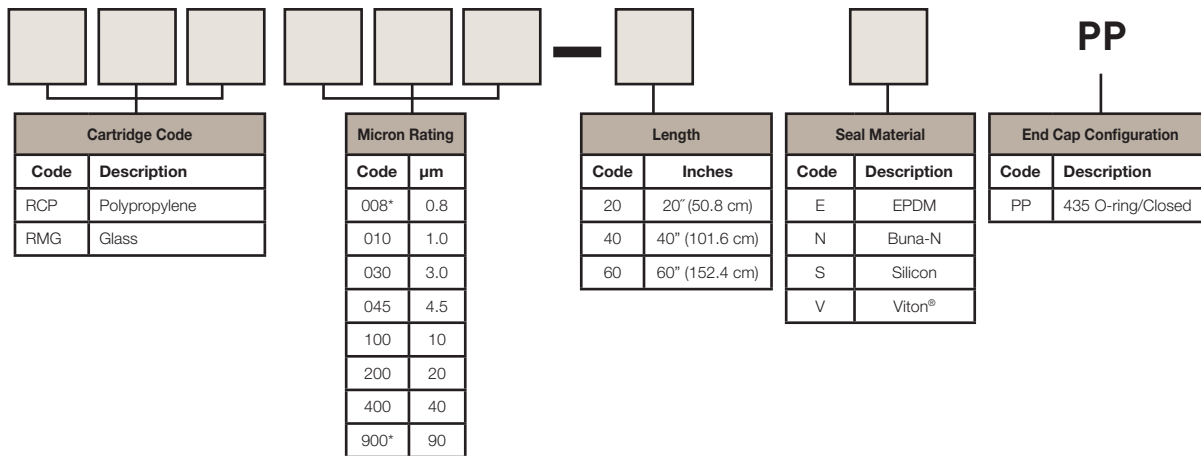 PP
Cartridge Code
Code Description
RCP Polypropylene
RMG Glass
Micron Rating
Code µm
008* 0.8
010 1.0
030 3.0
045 4.5
100 10
200 20
400 40
900* 90
Length
Code Inches
20 20˝ (50.8 cm)
40 40” (101.6 cm)
60 60” (152.4 cm)
Seal Material
Code Description
E EPDM
N Buna-N
S Silicon
V Viton®
End Cap Configuration
Code Description
PP 435 O-ring/Closed